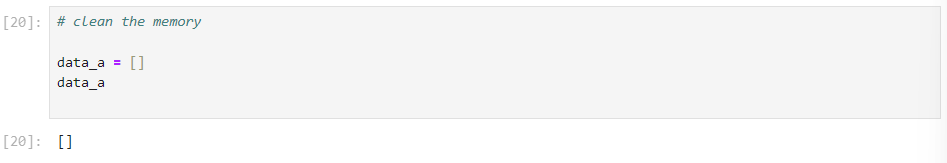 [20]: # clean the memory
data_a = []
data_a
[20]: []